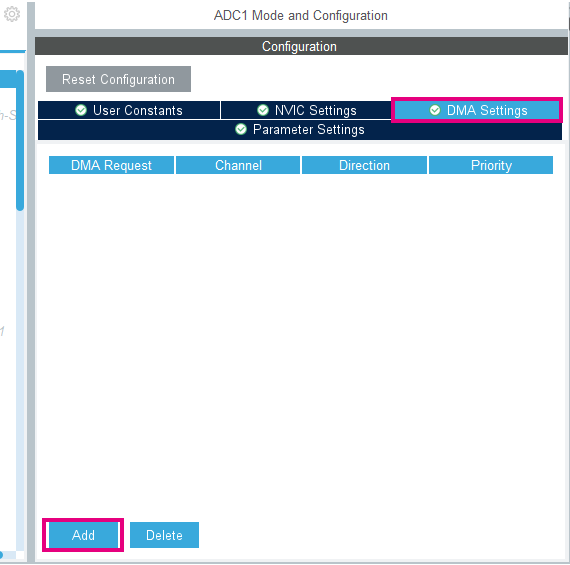 ADC1 Mode and Configuration
Configuration
Reset Configuration
User Constants NVIC Settings DMA Settings
Parameter Settings
DMA Request Channel Direction Priority
Add Delete